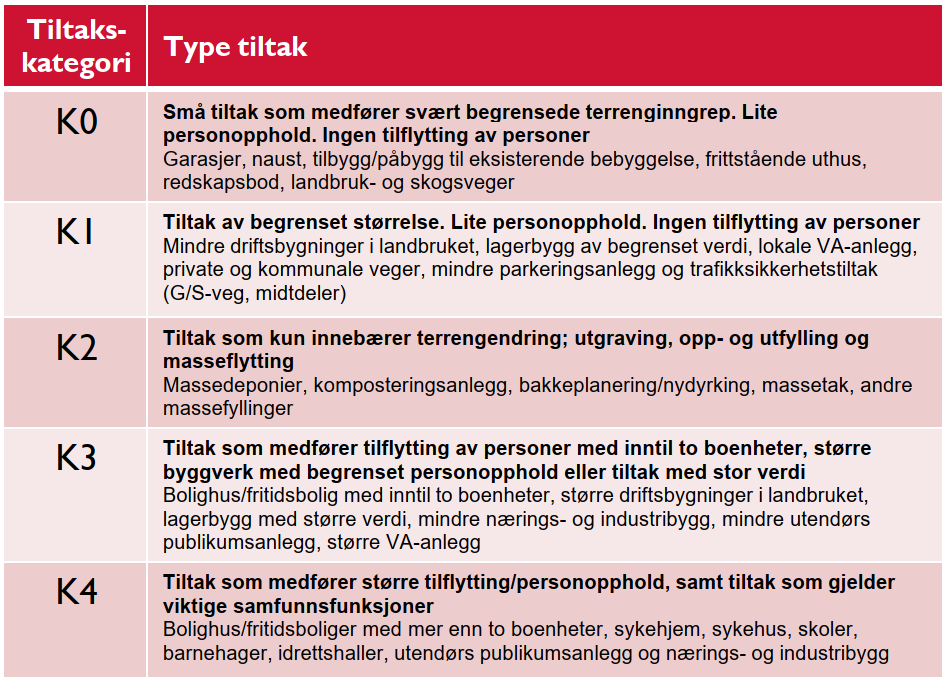 Tiltaks-
kategori
Type tiltak
K0
Små tiltak som medfører svært begrensede terrenginngrep. Lite
personopphold. Ingen tilflytting av personer
Garasjer, naust, tilbygg/påbygg til eksisterende bebyggelse, frittstående uthus,
redskapsbod, landbruk- og skogsveger
K1
Tiltak av begrenset størrelse. Lite personopphold. Ingen tilflytting av personer
Mindre driftsbygninger i landbruket, lagerbygg av begrenset verdi, lokale VA-anlegg,
private og kommunale veger, mindre parkeringsanlegg og trafikksikkerhetstiltak
(G/S-veg, midtdeler)
K2
Tiltak som kun innebærer terrengendring; utgraving, opp- og utfylling og
masseflytting
Massedeponier, komposteringsanlegg, bakkeplanering/nydyrking, massetak, andre
massefyllinger
K3
Tiltak som medfører tilflytting av personer med inntil to boenheter, større
byggverk med begrenset personopphold eller tiltak med stor verdi
Bolighus/fritidsbolig med inntil to boenheter, større driftsbygninger i landbruket,
lagerbygg med større verdi, mindre nærings- og industribygg, mindre utendørs
publikumsanlegg, større VA-anlegg
K4
Tiltak som medfører større tilflytting/personopphold, samt tiltak som gjelder
viktige samfunnsfunksjoner
Bolighus/fritidsboliger med mer enn to boenheter, sykehjem, sykehus, skoler,
barnehager, idrettshaller, utendørs publikumsanlegg og nærings- og industribygg